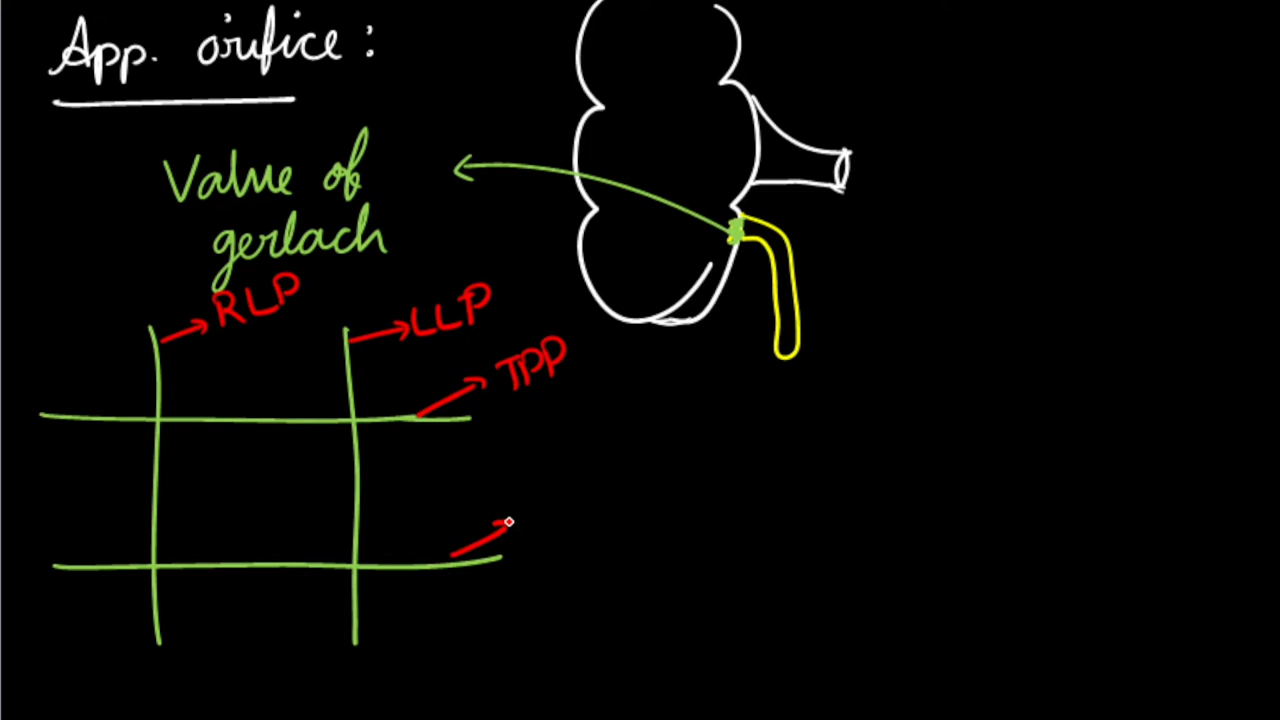 App. orifice :
Value of
gerlach
RLP
LLP
TPP